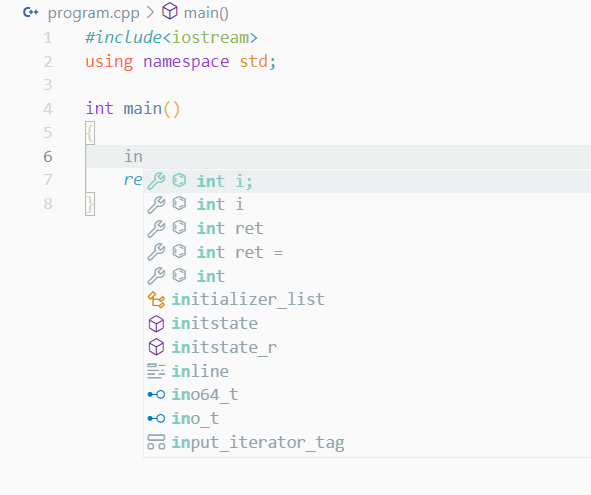 program.cpp > main()
1 #include<iostream>
2 using namespace std;
3
4 int main()
5 {
6 in
7 re
8 }
int i;
int i
int ret
int ret =
int
initializer_list
initstate
initstate_r
inline
ino64_t
ino_t
input_iterator_tag